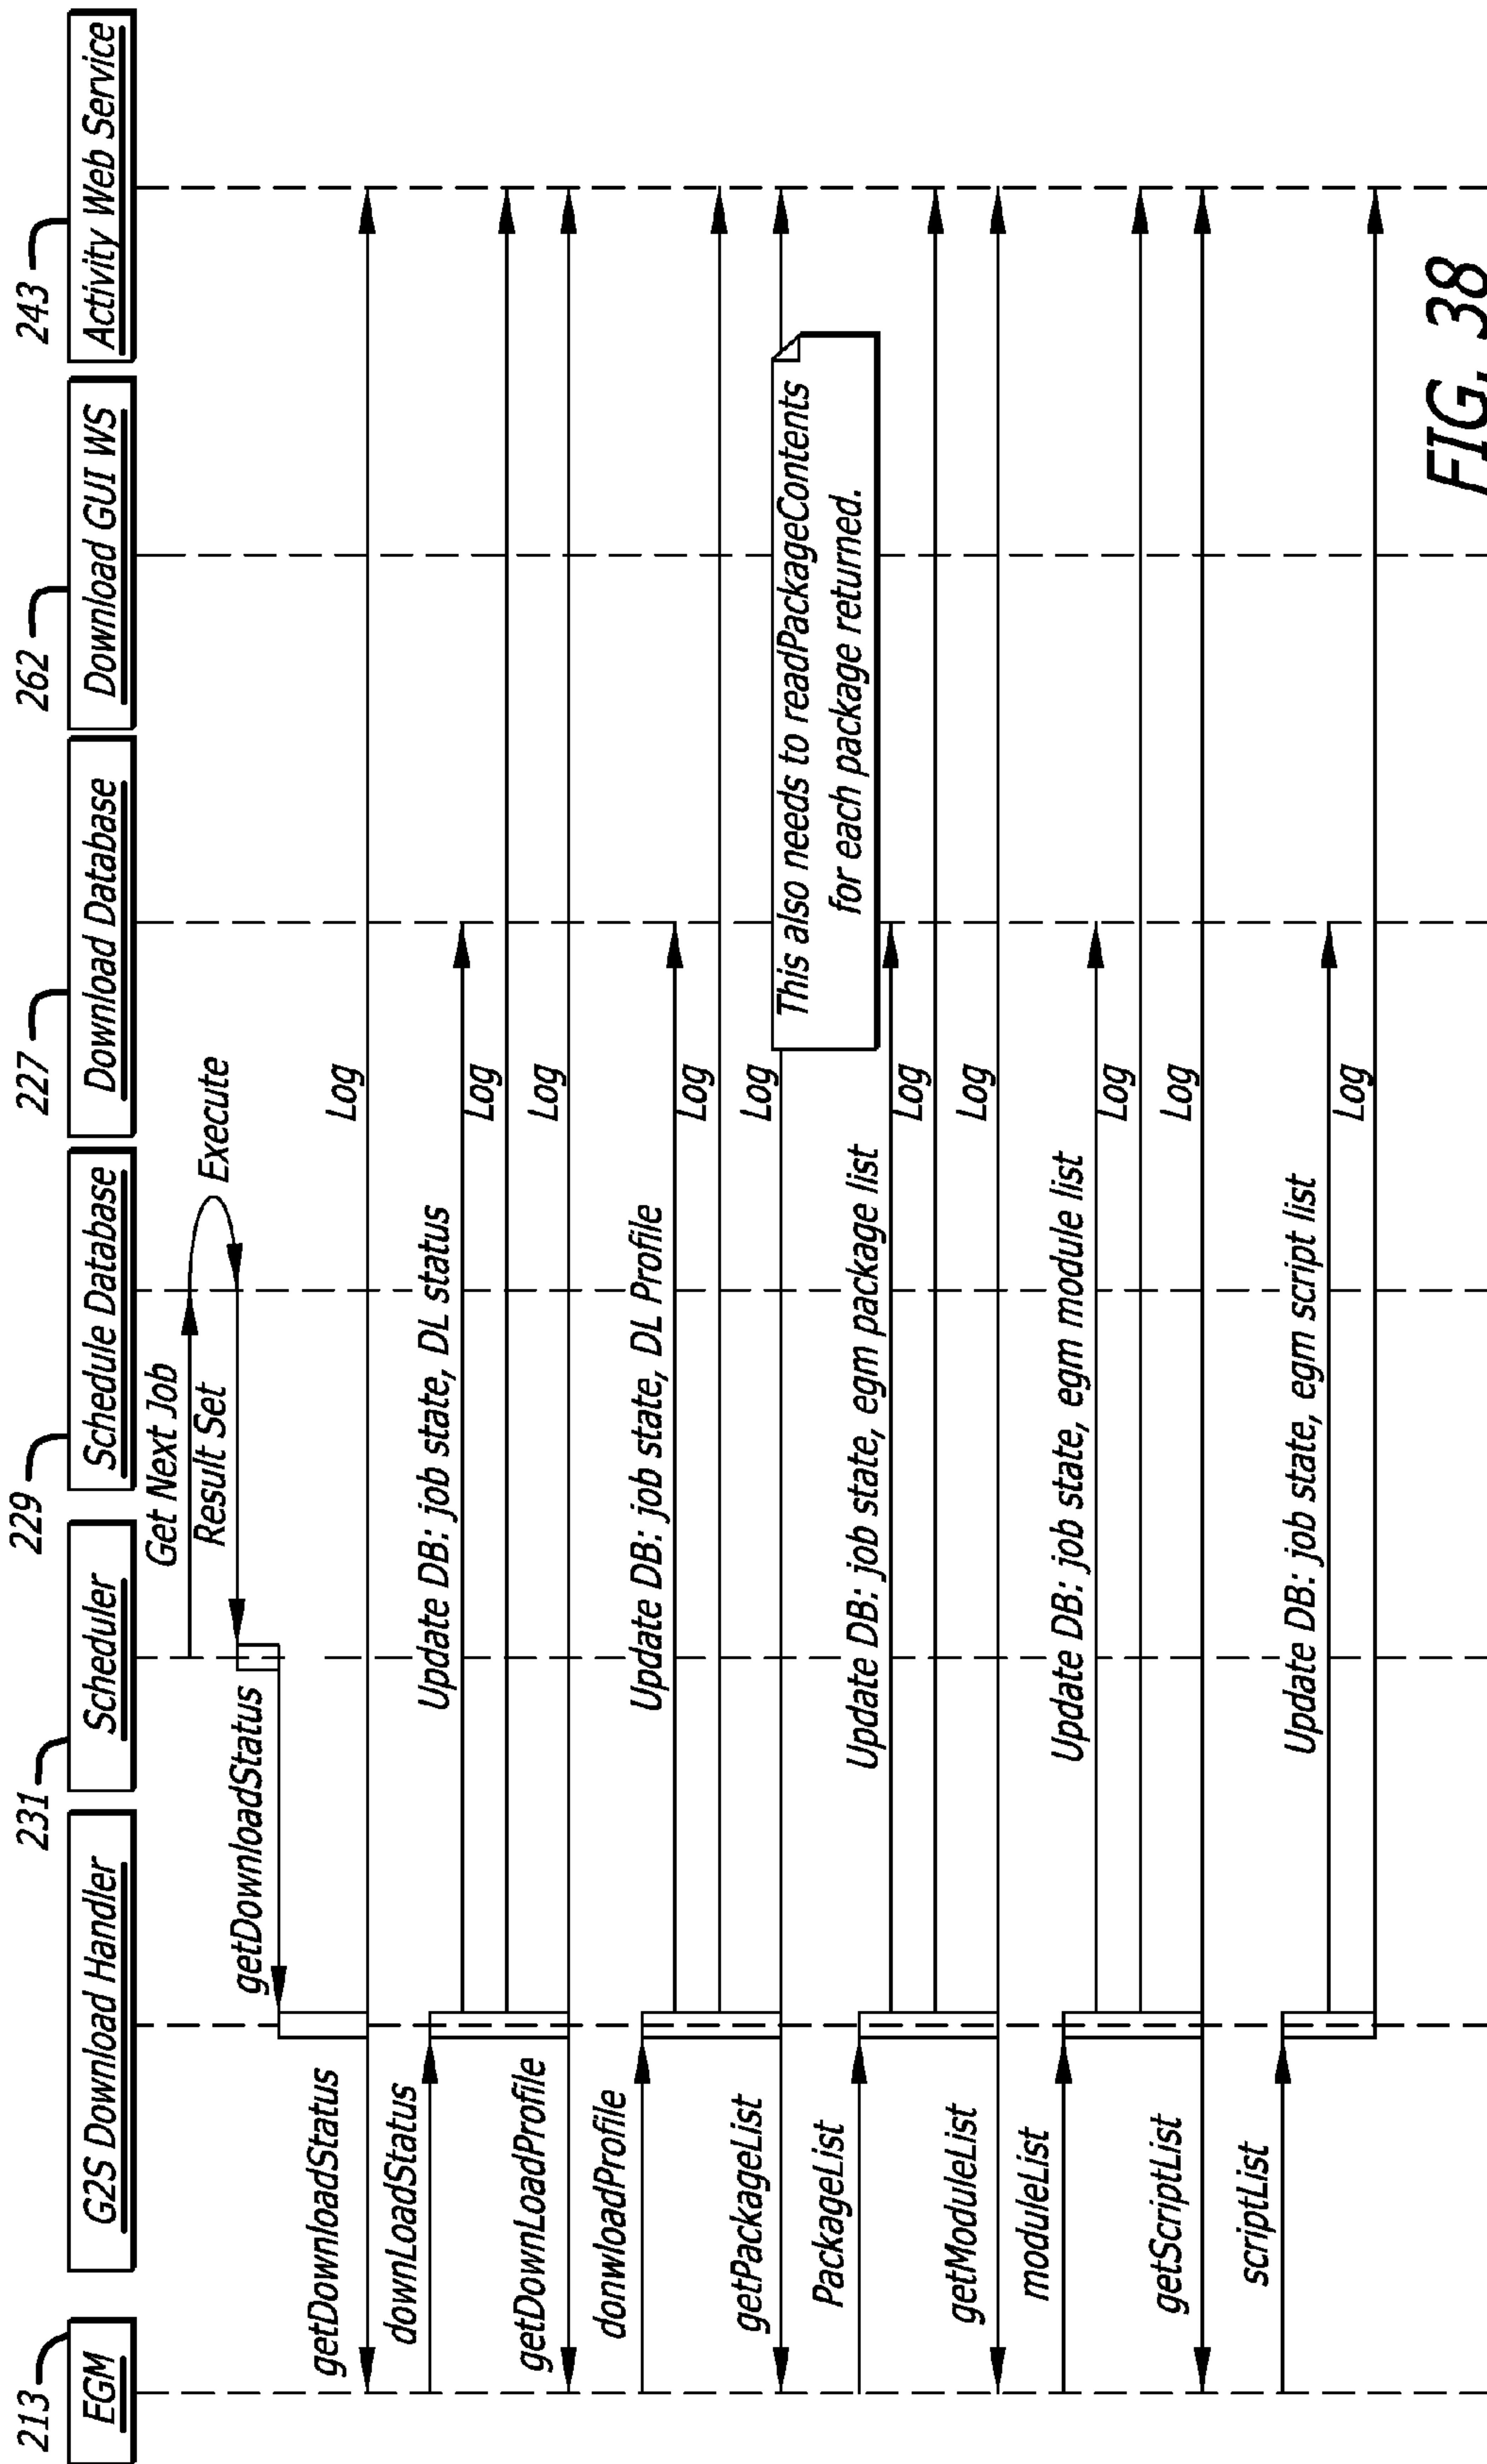 213
231
229
227
262
243
EGM
G2S Download Handler
Scheduler
Schedule Database
Download Database
Download GUI WS
Activity Web Service
Get Next Job
Execute
Result Set
getDownloadStatus
getDownloadStatus
Log
downLoadStatus
Update DB: job state, DL status
Log
getDownLoadProfile
Log
donwloadProfile
Update DB: job state, DL Profile
Log
getPackageList
Log
This also needs to readPackageContents
for each package returned.
PackageList
Update DB: job state, egm package list
Log
getModuleList
Log
moduleList
Update DB: job state, egm module list
Log
getScriptList
Log
scriptList
Update DB: job state, egm script list
Log
FIG. 38